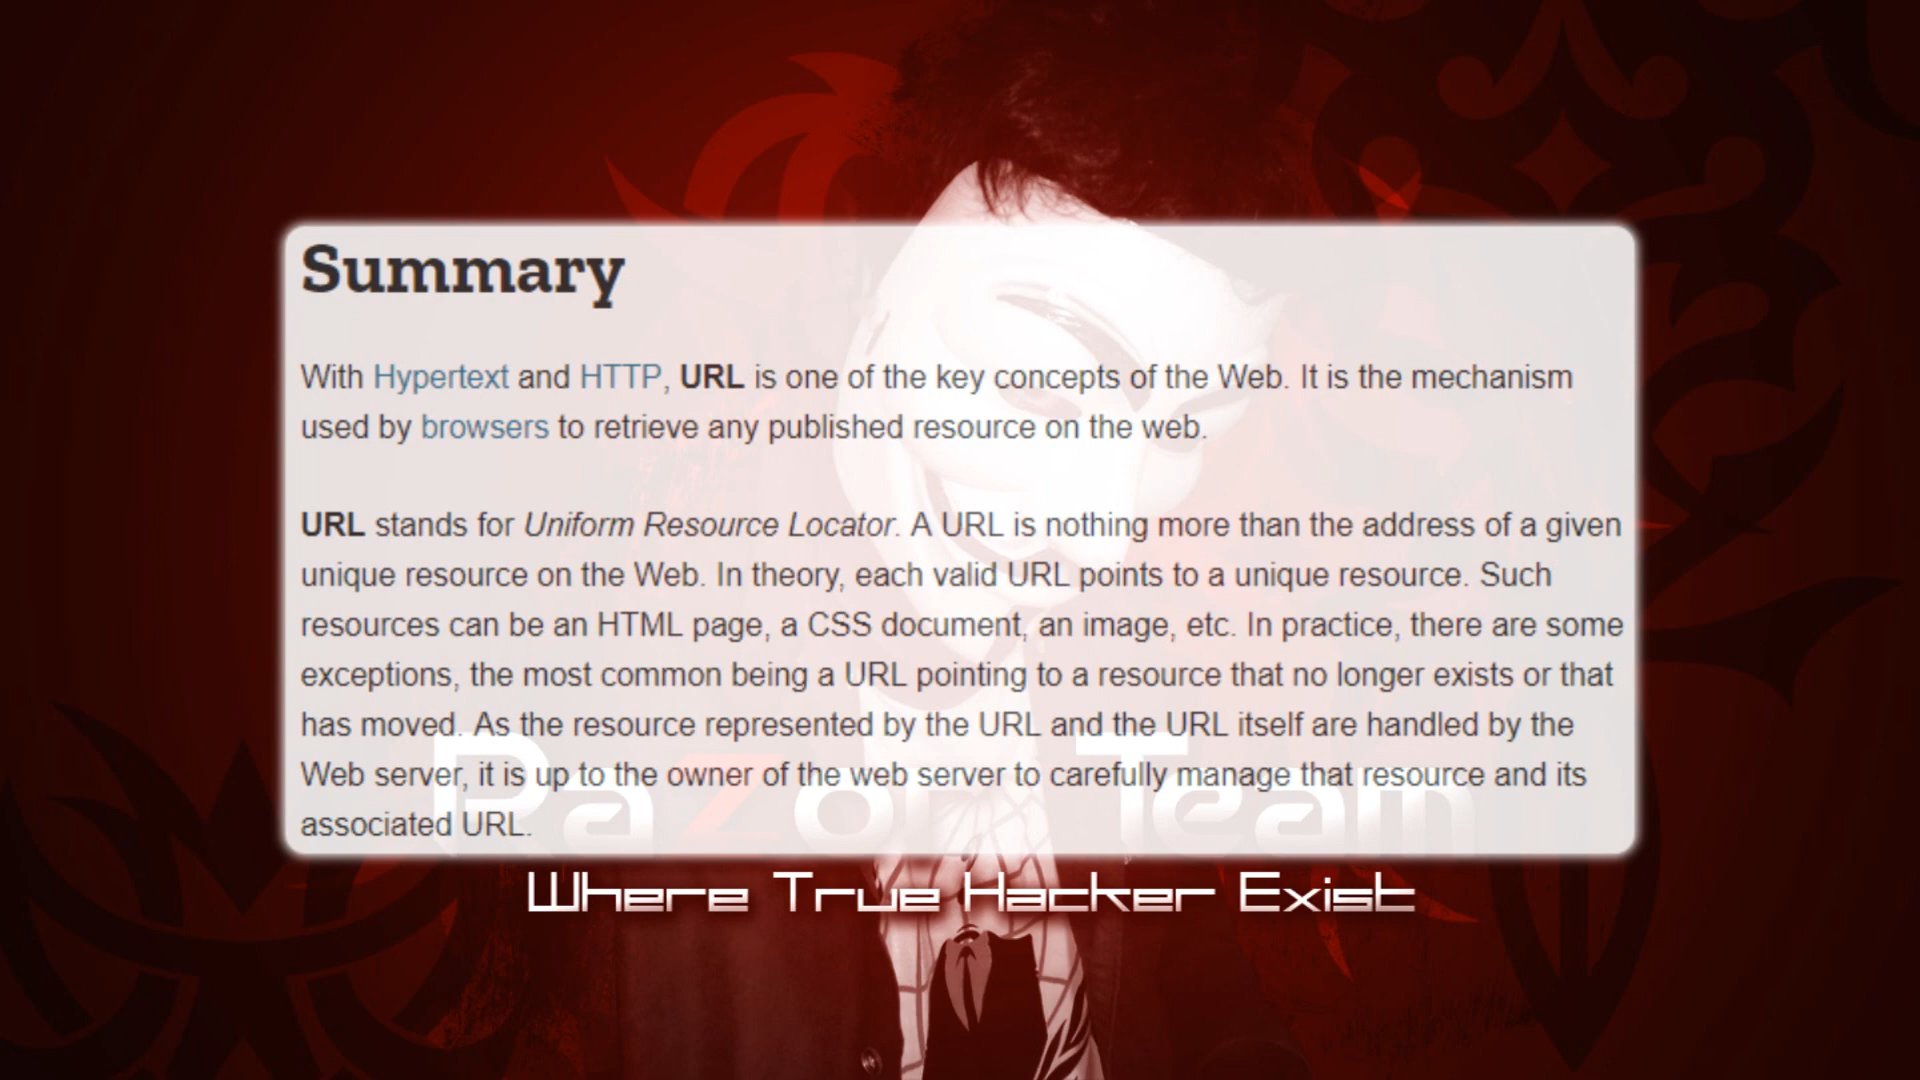 Summary
With Hypertext and HTTP, URL is one of the key concepts of the Web. It is the mechanism
used by browsers to retrieve any published resource on the web.
URL stands for Uniform Resource Locator. A URL is nothing more than the address of a given
unique resource on the Web. In theory, each valid URL points to a unique resource. Such
resources can be an HTML page, a CSS document, an image, etc. In practice, there are some
exceptions, the most common being a URL pointing to a resource that no longer exists or that
has moved. As the resource represented by the URL and the URL itself are handled by the
Web server, it is up to the owner of the web server to carefully manage that resource and its
associated URL.
RaZor Team
Where True Hacker Exist